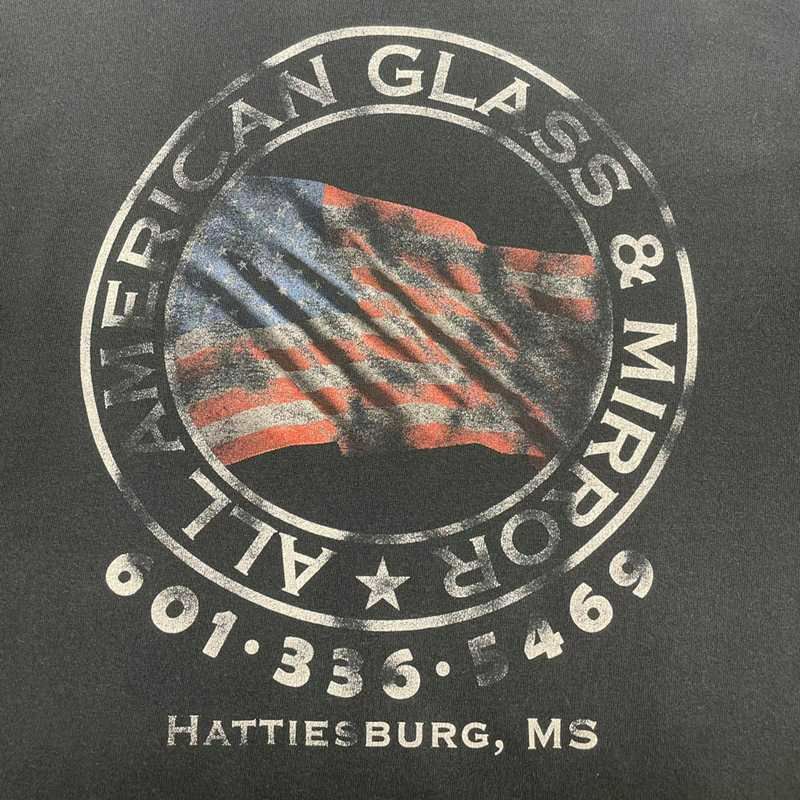 ALL AMERICAN GLASS & MIRROR
601·336·5469
HATTIESBURG, MS